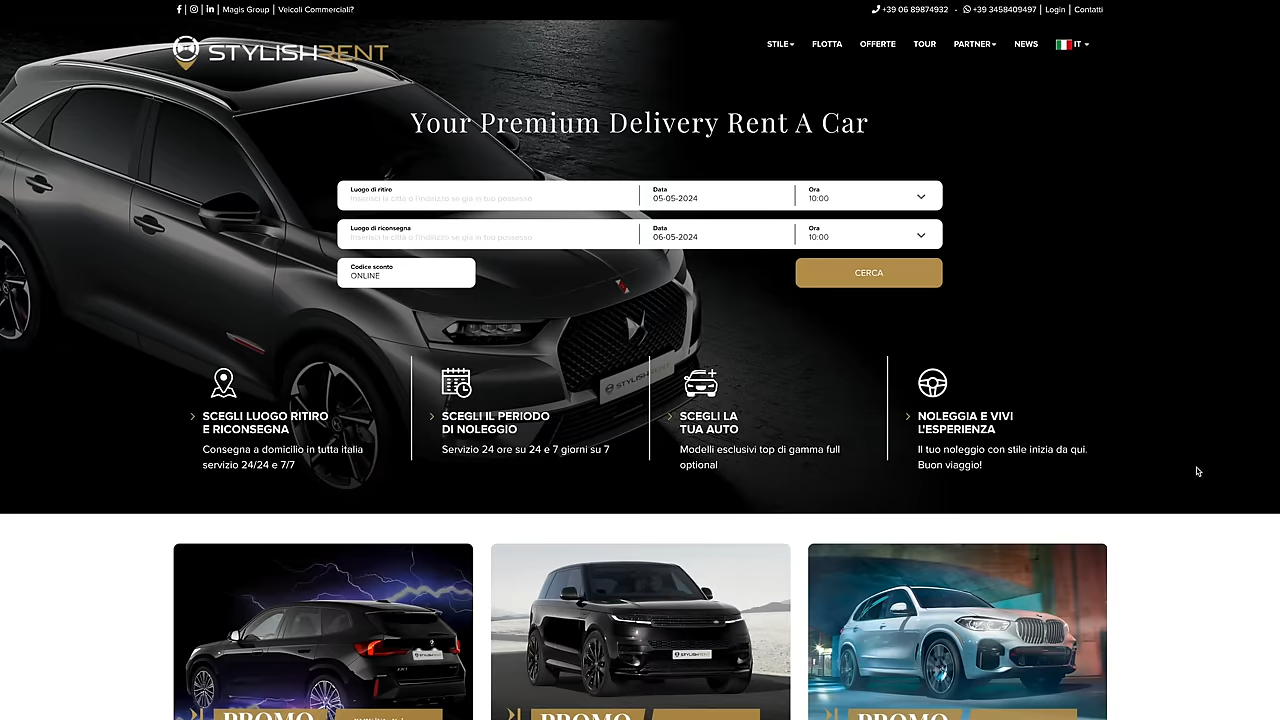 Magis Group
Veicoli Commerciali?
+39 06 89874932 - +39 3458409497
Login
Contatti
STYLISHRENT
STILE
FLOTTA
OFFERTE
TOUR
PARTNER
NEWS
IT
Your Premium Delivery Rent A Car
Luogo di ritiro
Inserisci la città o l'indirizzo se già in tuo possesso
Data
05-05-2024
Ora
10:00
Luogo di riconsegna
Inserisci la città o l'indirizzo se già in tuo possesso
Data
06-05-2024
Ora
10:00
Codice sconto
ONLINE
CERCA
STYLISHRENT
SCEGLI LUOGO RITIRO
E RICONSEGNA
Consegna a domicilio in tutta italia
servizio 24/24 e 7/7
SCEGLI IL PERIODO
DI NOLEGGIO
Servizio 24 ore su 24 e 7 giorni su 7
SCEGLI LA
TUA AUTO
Modelli esclusivi top di gamma full
optional
NOLEGGIA E VIVI
L'ESPERIENZA
Il tuo noleggio con stile inizia da qui.
Buon viaggio!
STYLISHRENT
STYLISHRENT
PROMO
PROMO
PROMO